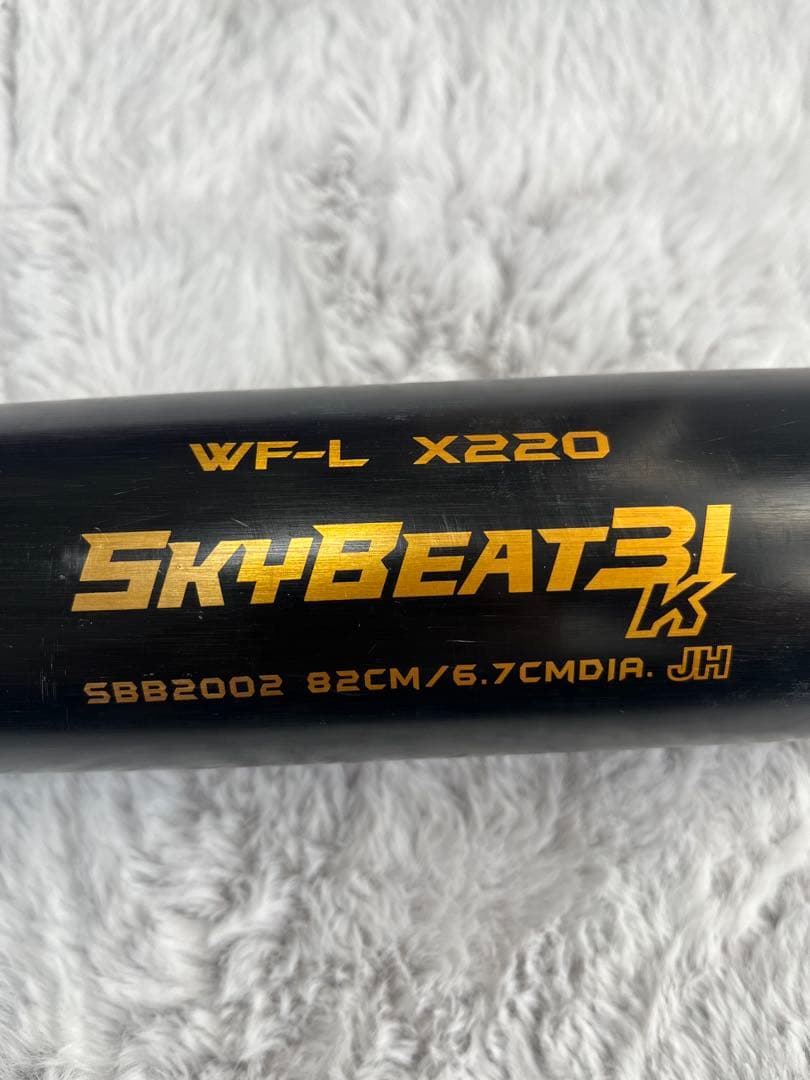 WF-L X220
SKYBEAT31
K
SBB2002 82CM/6.7CMDIA. JH